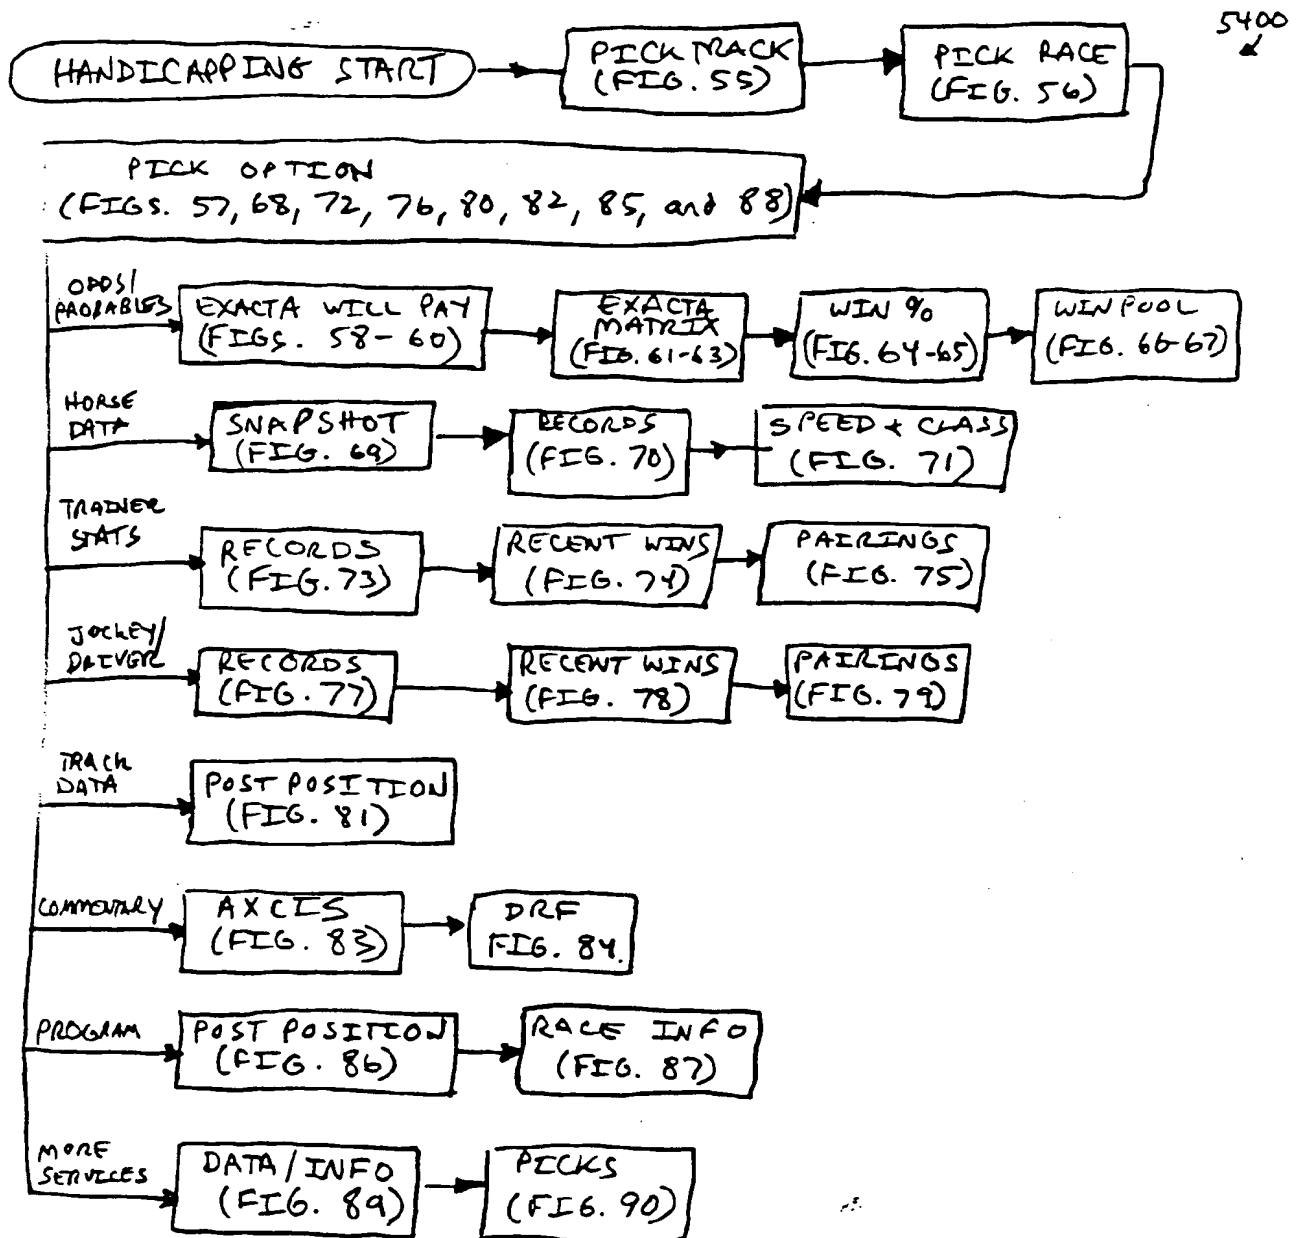 5400
HANDICAPPING START
PICK TRACK
(FIG. 55)
PICK RACE
(FIG. 56)
PICK OPTION
(FIGS. 57, 68, 72, 76, 80, 82, 85, and 88)
ODDS/
PROBABLES
EXACTA WILL PAY
(FIGS. 58-60)
EXACTA
MATRIX
(FIG. 61-63)
WIN %
(FIG. 64-65)
WIN POOL
(FIG. 66-67)
HORSE
DATA
SNAPSHOT
(FIG. 69)
RECORDS
(FIG. 70)
SPEED + CLASS
(FIG. 71)
TRAINER
STATS
RECORDS
(FIG. 73)
RECENT WINS
(FIG. 74)
PAIRINGS
(FIG. 75)
JOCKEY/
DRIVER
RECORDS
(FIG. 77)
RECENT WINS
(FIG. 78)
PAIRINGS
(FIG. 79)
TRACK
DATA
POST POSITION
(FIG. 81)
COMMENTARY
AXCIS
(FIG. 83)
DRF
FIG. 84.
PROGRAM
POST POSITION
(FIG. 86)
RACE INFO
(FIG. 87)
MORE
SERVICES
DATA/INFO
(FIG. 89)
PICKS
(FIG. 90)